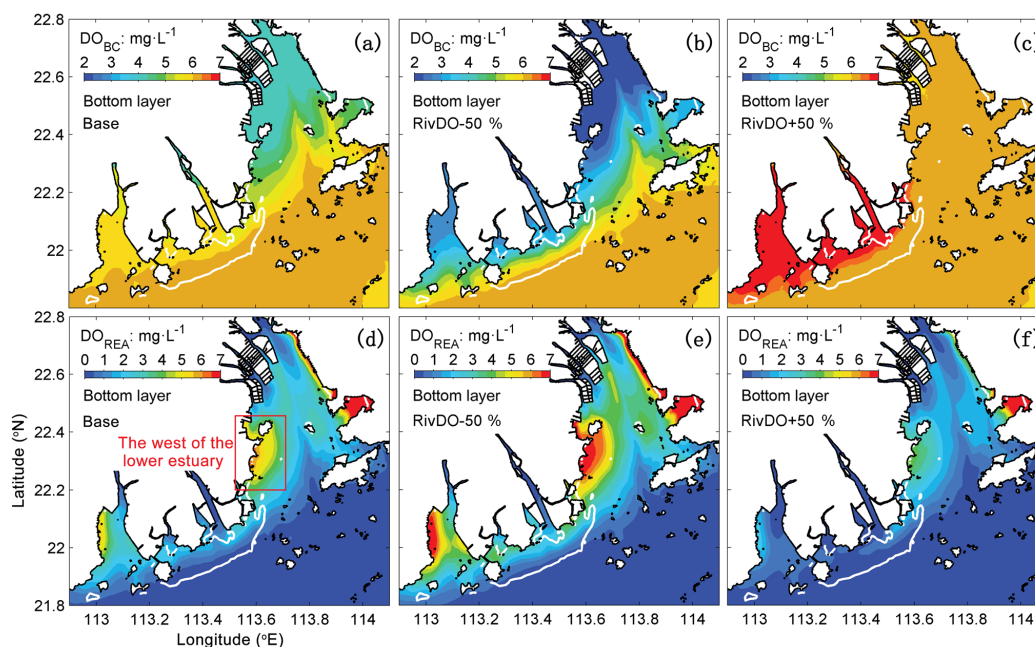 22.8
22.6
22.4
22.2
22
DO_BC: mg·L⁻¹
2 3 4 5 6 7
Bottom layer
Base
(a)
DO_BC: mg·L⁻¹
2 3 4 5 6 7
Bottom layer
RivDO-50 %
(b)
DO_BC: mg·L⁻¹
2 3 4 5 6 7
Bottom layer
RivDO+50 %
(c)
22.8
22.6
22.4
22.2
22
21.8
Latitude (°N)
DO_REA: mg·L⁻¹
0 1 2 3 4 5 6 7
Bottom layer
Base
(d)
The west of the
lower estuary
DO_REA: mg·L⁻¹
0 1 2 3 4 5 6 7
Bottom layer
RivDO-50 %
(e)
DO_REA: mg·L⁻¹
0 1 2 3 4 5 6 7
Bottom layer
RivDO+50 %
(f)
113 113.2 113.4 113.6 113.8 114
113 113.2 113.4 113.6 113.8 114
113 113.2 113.4 113.6 113.8 114
Longitude (°E)